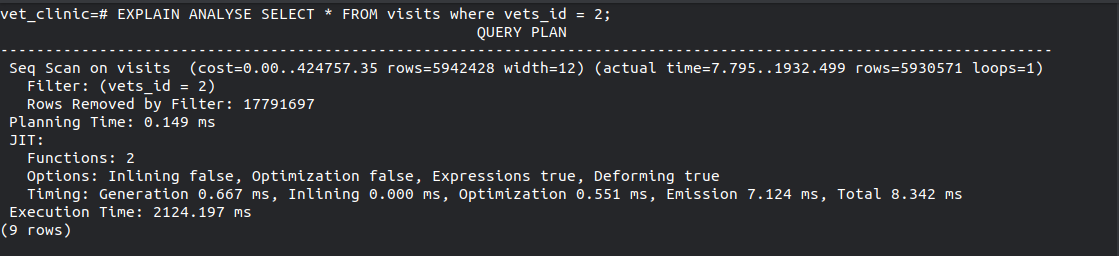 vet_clinic=# EXPLAIN ANALYSE SELECT * FROM visits where vets_id = 2;
QUERY PLAN
---------------------------------------------------------------------------------------------------------------------
Seq Scan on visits  (cost=0.00..424757.35 rows=5942428 width=12) (actual time=7.795..1932.499 rows=5930571 loops=1)
  Filter: (vets_id = 2)
  Rows Removed by Filter: 17791697
Planning Time: 0.149 ms
JIT:
  Functions: 2
  Options: Inlining false, Optimization false, Expressions true, Deforming true
  Timing: Generation 0.667 ms, Inlining 0.000 ms, Optimization 0.551 ms, Emission 7.124 ms, Total 8.342 ms
Execution Time: 2124.197 ms
(9 rows)